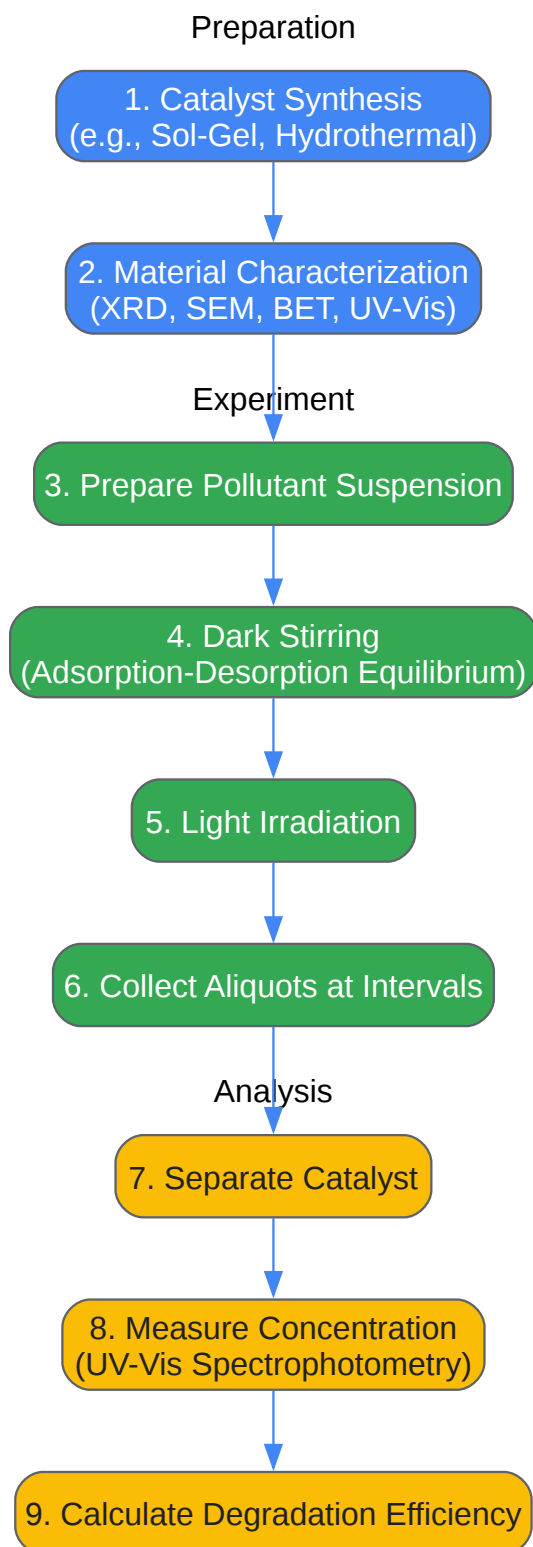 Preparation
1. Catalyst Synthesis
(e.g., Sol-Gel, Hydrothermal)
2. Material Characterization
(XRD, SEM, BET, UV-Vis)
Experiment
3. Prepare Pollutant Suspension
4. Dark Stirring
(Adsorption-Desorption Equilibrium)
5. Light Irradiation
6. Collect Aliquots at Intervals
Analysis
7. Separate Catalyst
8. Measure Concentration
(UV-Vis Spectrophotometry)
9. Calculate Degradation Efficiency